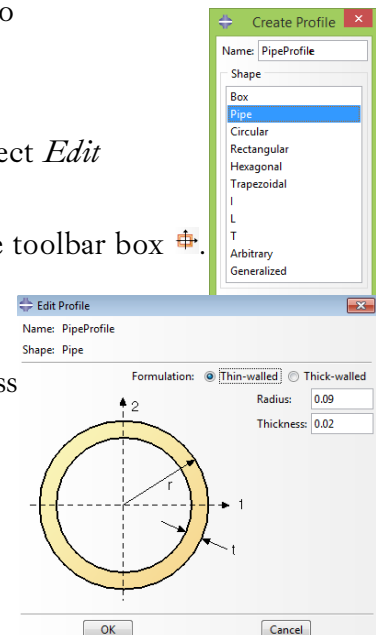 o
Create Profile
Name: PipeProfile
Shape
Box
Pipe
Circular
Rectangular
Hexagonal
Trapezoidal
I
L
T
Arbitrary
Generalized
ect Edit
e toolbar box .
Edit Profile
Name: PipeProfile
Shape: Pipe
ss
Formulation: Thin-walled Thick-walled
Radius: 0.09
Thickness: 0.02
2
r
1
t
OK Cancel